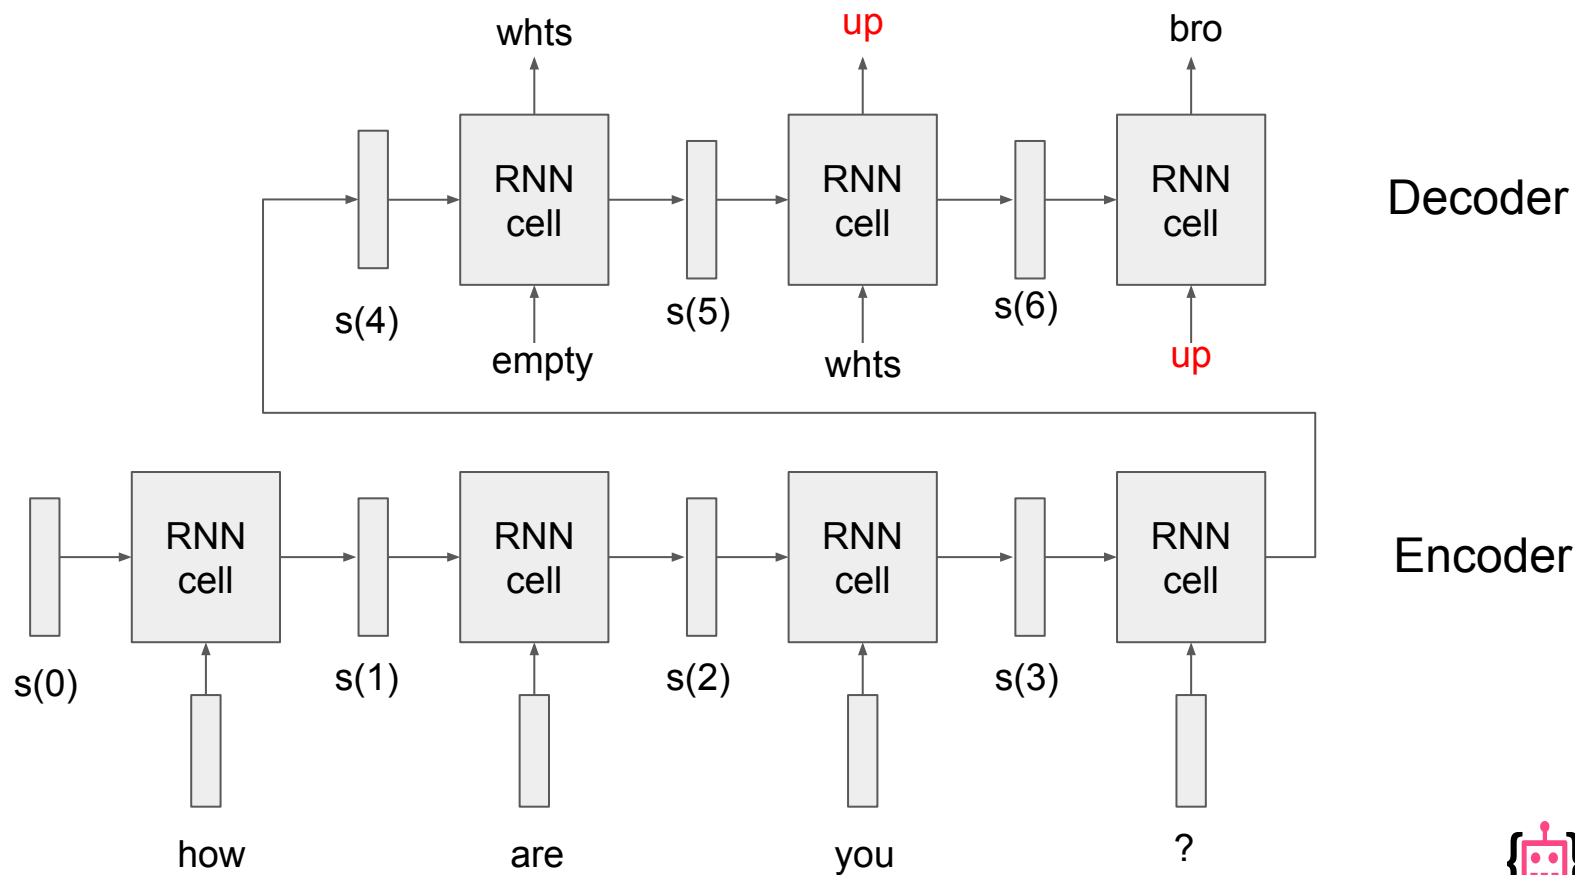 whts up bro
RNN cell RNN cell RNN cell Decoder
s(4) s(5) s(6)
empty whts up
RNN cell RNN cell RNN cell RNN cell Encoder
s(0) s(1) s(2) s(3)
how are you ?